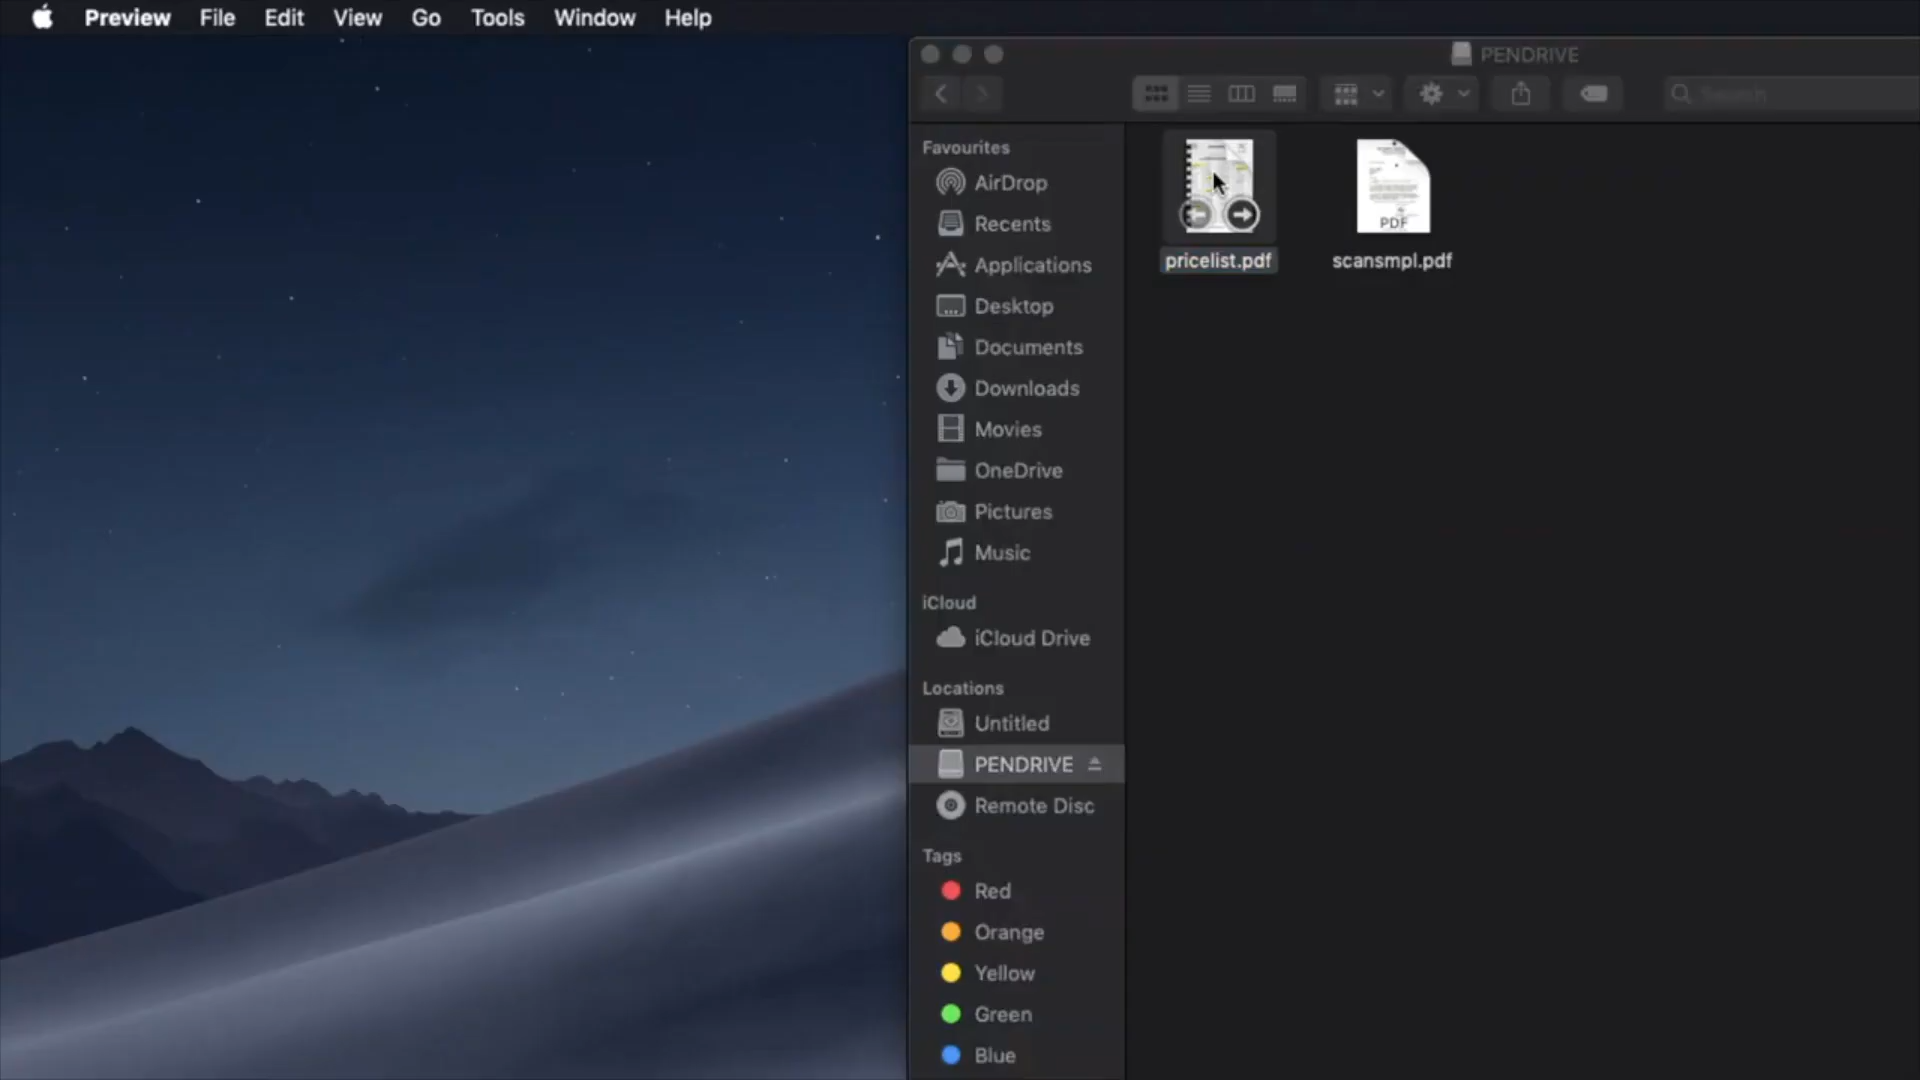 Preview File Edit View Go Tools Window Help
PENDRIVE
Search
Favourites
AirDrop
Recents
Applications
Desktop
Documents
Downloads
Movies
OneDrive
Pictures
Music
iCloud
iCloud Drive
Locations
Untitled
PENDRIVE
Remote Disc
Tags
Red
Orange
Yellow
Green
Blue
PDF
pricelist.pdf scansmpl.pdf